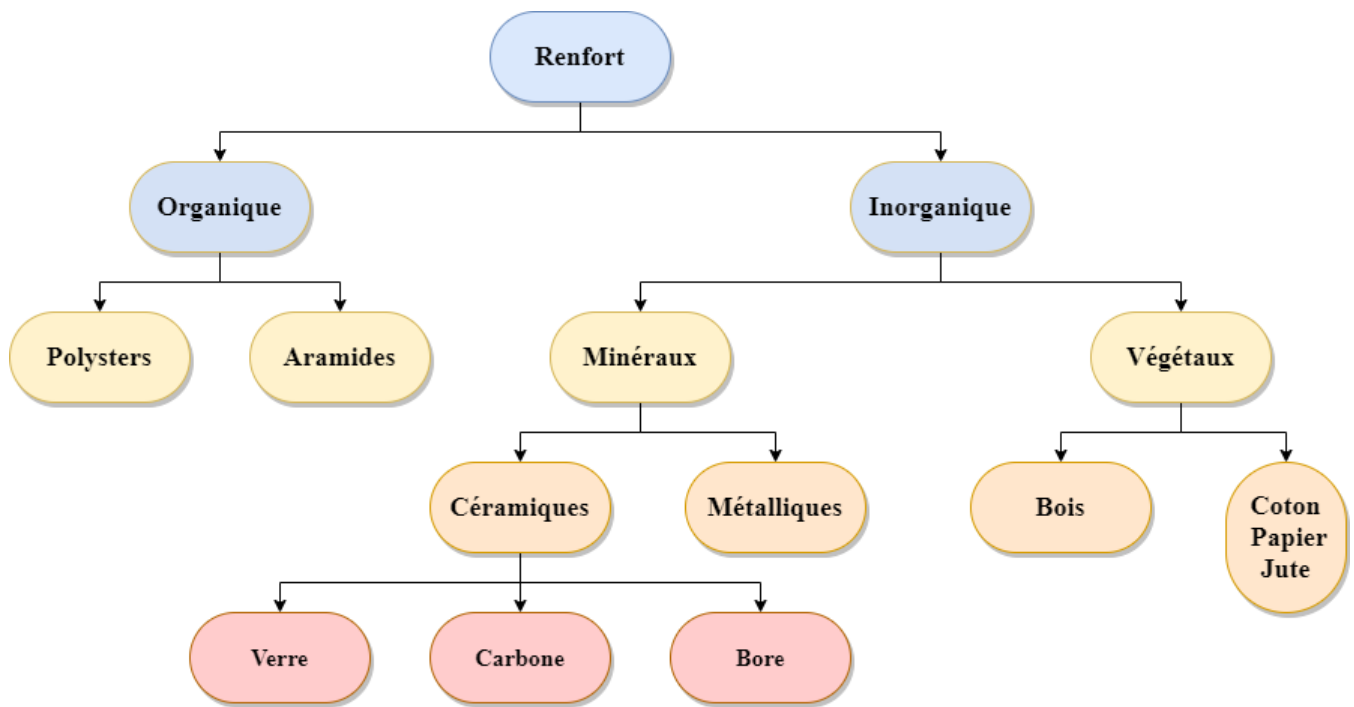 Renfort
Organique
Inorganique
Polysters
Aramides
Minéraux
Végétaux
Céramiques
Métalliques
Bois
Coton
Papier
Jute
Verre
Carbone
Bore